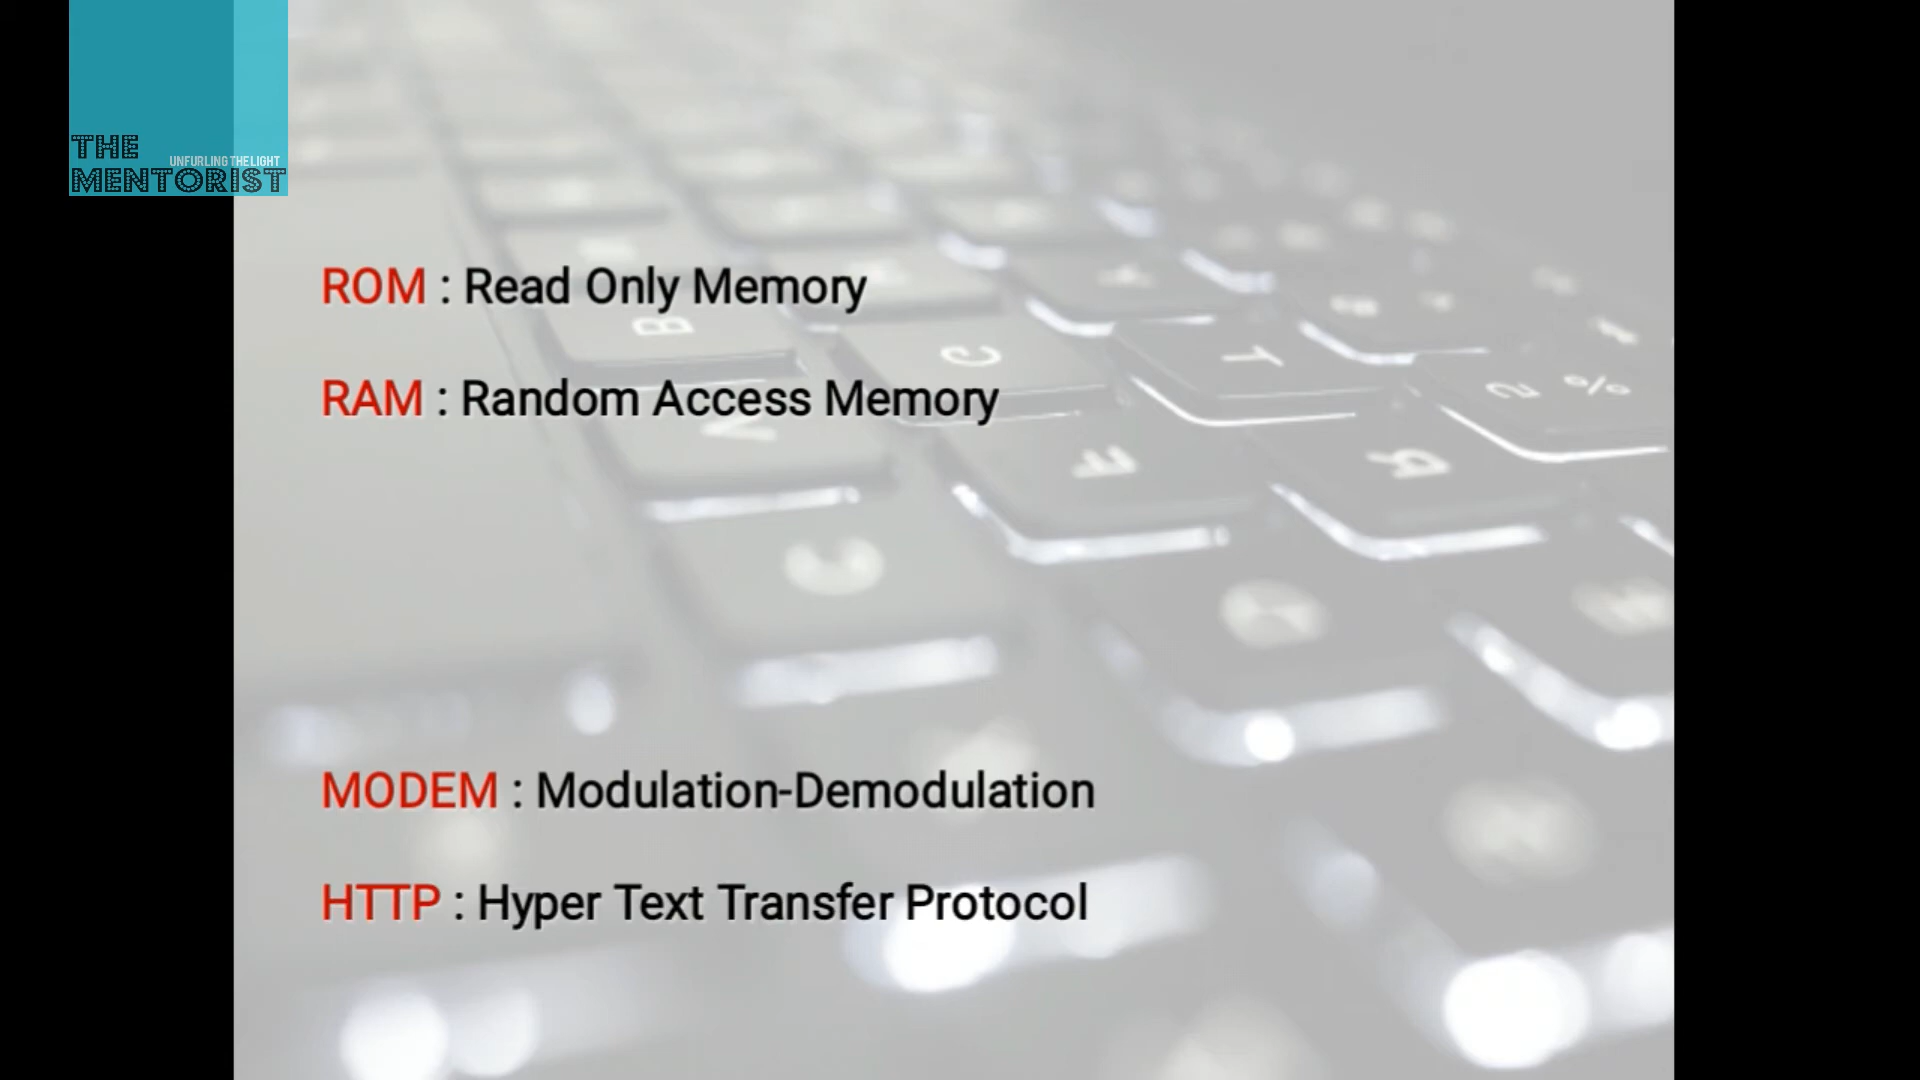 THE
UNFURLING THE LIGHT
MENTORIST
ROM : Read Only Memory
RAM : Random Access Memory
MODEM : Modulation-Demodulation
HTTP : Hyper Text Transfer Protocol